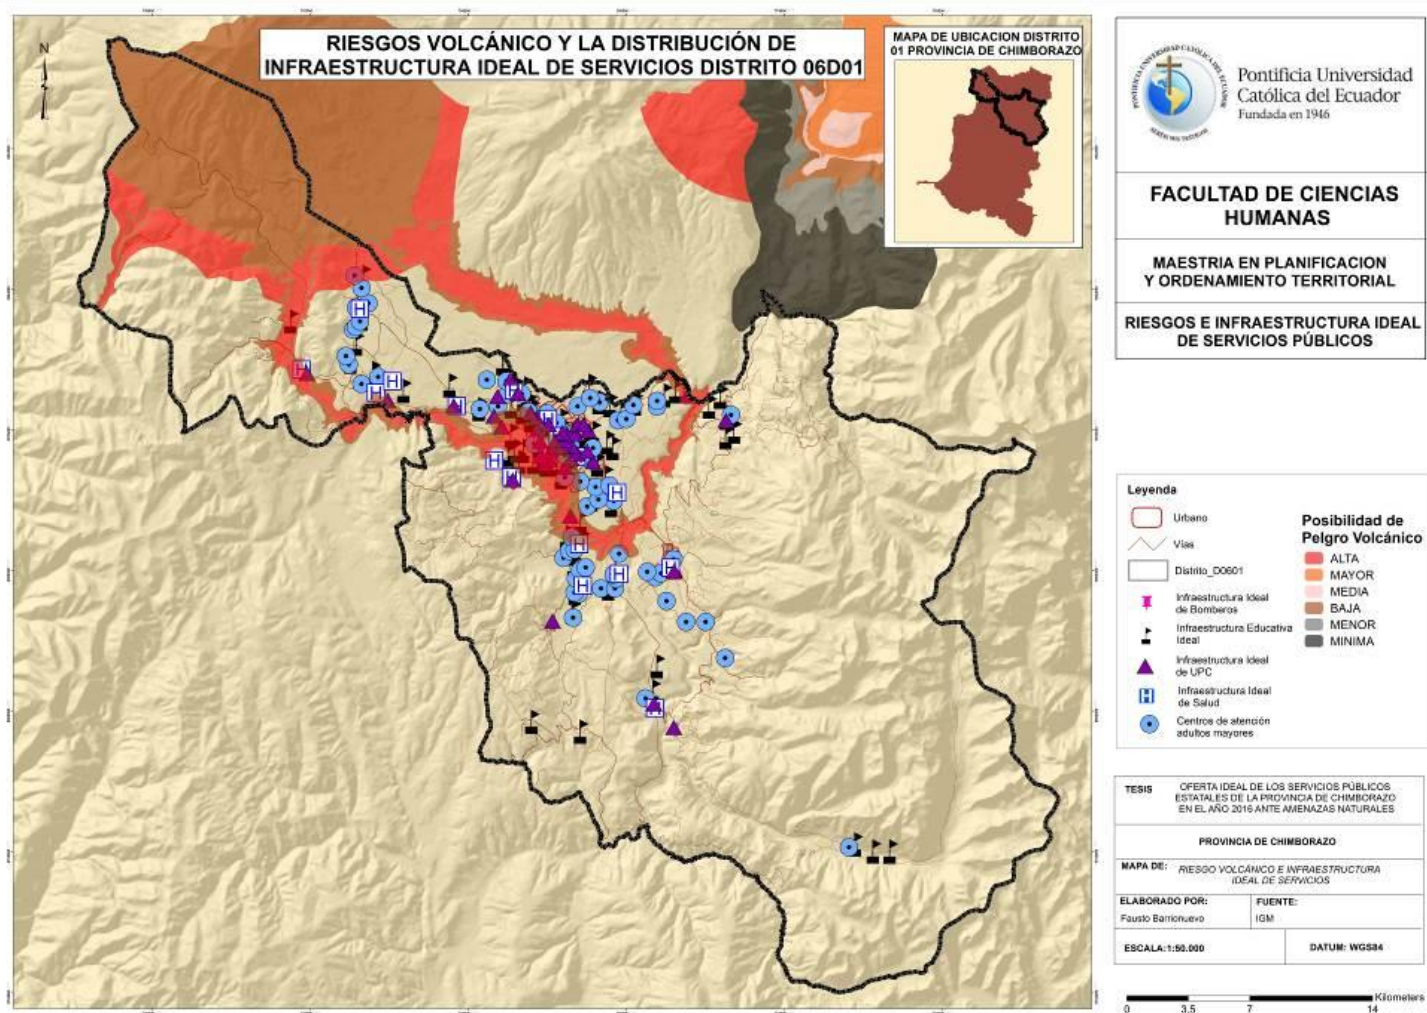 N
RIESGOS VOLCÁNICO Y LA DISTRIBUCIÓN DE
INFRAESTRUCTURA IDEAL DE SERVICIOS DISTRITO 06D01
MAPA DE UBICACION DISTRITO
01 PROVINCIA DE CHIMBORAZO
PONTIFICIA UNIVERSIDAD CATOLICA DEL ECUADOR
Pontificia Universidad
Católica del Ecuador
Fundada en 1946
FACULTAD DE CIENCIAS
HUMANAS
MAESTRIA EN PLANIFICACION
Y ORDENAMIENTO TERRITORIAL
RIESGOS E INFRAESTRUCTURA IDEAL
DE SERVICIOS PÚBLICOS
Leyenda
Urbano
Vías
Distrito_D0601
Infraestructura Ideal
de Bomberos
Infraestructura Educativa
Ideal
Infraestructura Ideal
de UPC
Infraestructura Ideal
de Salud
Centros de atención
adultos mayores
Posibilidad de
Pelgro Volcánico
ALTA
MAYOR
MEDIA
BAJA
MENOR
MINIMA
TESIS OFERTA IDEAL DE LOS SERVICIOS PÚBLICOS
ESTATALES DE LA PROVINCIA DE CHIMBORAZO
EN EL AÑO 2016 ANTE AMENAZAS NATURALES
PROVINCIA DE CHIMBORAZO
MAPA DE: RIESGO VOLCÁNICO E INFRAESTRUCTURA
IDEAL DE SERVICIOS
ELABORADO POR: FUENTE:
Fausto Barrionuevo IGM
ESCALA:1:50.000 DATUM: WGS84
Kilometers
0 3,5 7 14